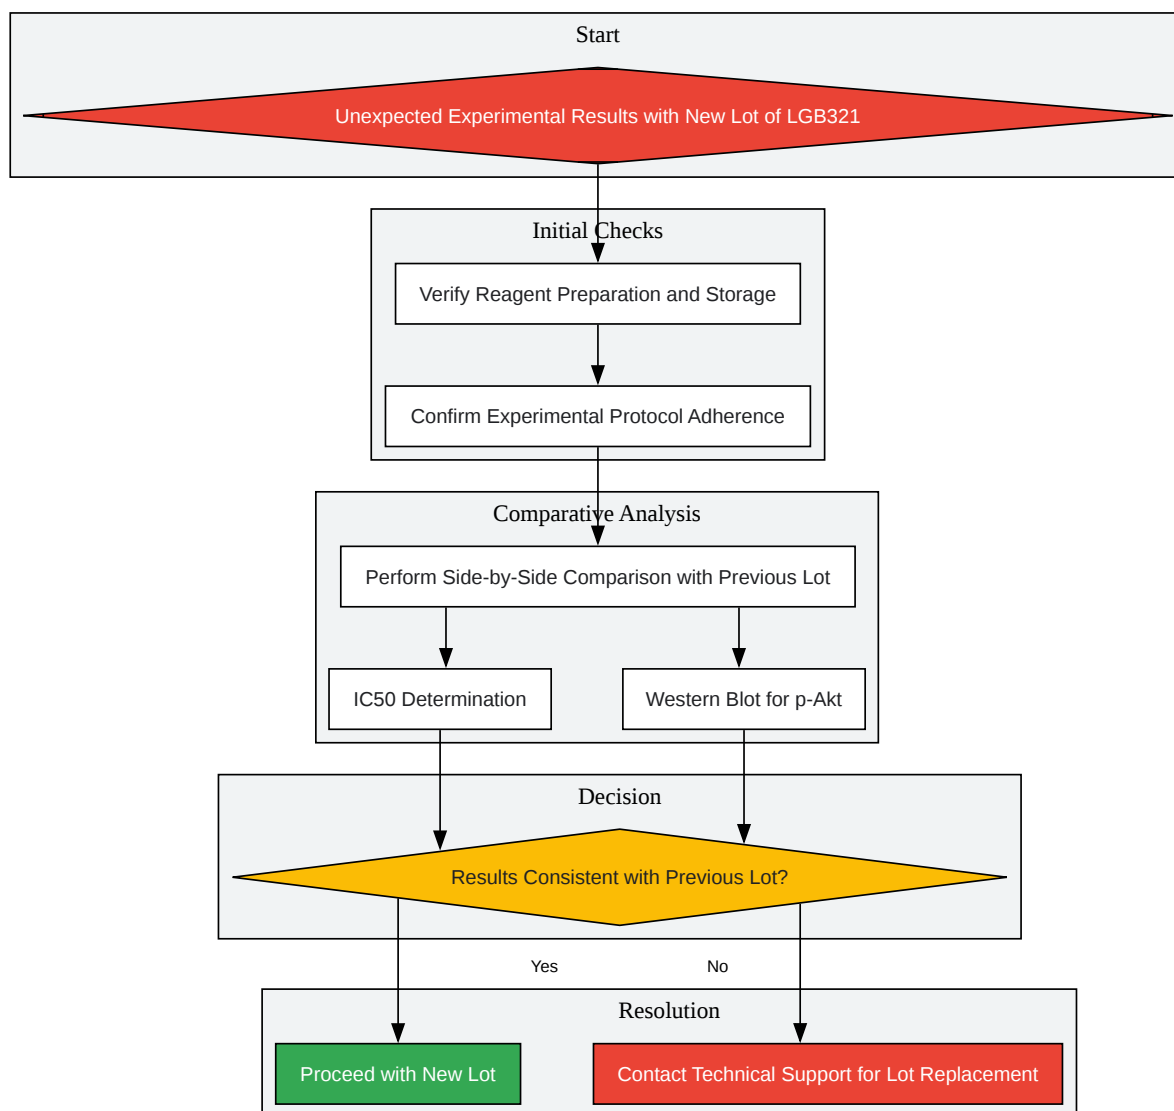 Start
Unexpected Experimental Results with New Lot of LGB321
Initial Checks
Verify Reagent Preparation and Storage
Confirm Experimental Protocol Adherence
Comparative Analysis
Perform Side-by-Side Comparison with Previous Lot
IC50 Determination
Western Blot for p-Akt
Decision
Results Consistent with Previous Lot?
Yes
No
Resolution
Proceed with New Lot
Contact Technical Support for Lot Replacement